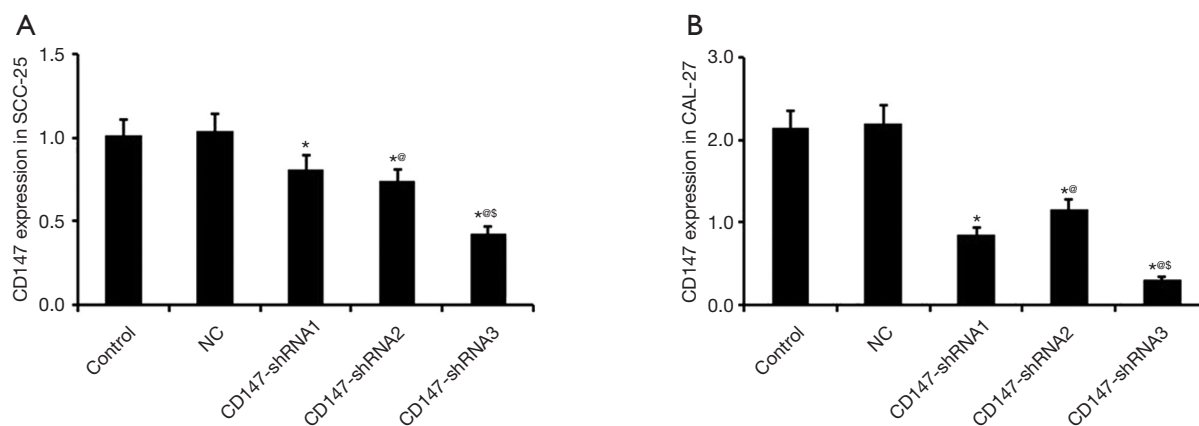 A
CD147 expression in SCC-25
1.5
1.0
0.5
0.0
*
*@
*@$
Control
NC
CD147-shRNA1
CD147-shRNA2
CD147-shRNA3
B
CD147 expression in CAL-27
3.0
2.0
1.0
0.0
*
*@
*@$
Control
NC
CD147-shRNA1
CD147-shRNA2
CD147-shRNA3